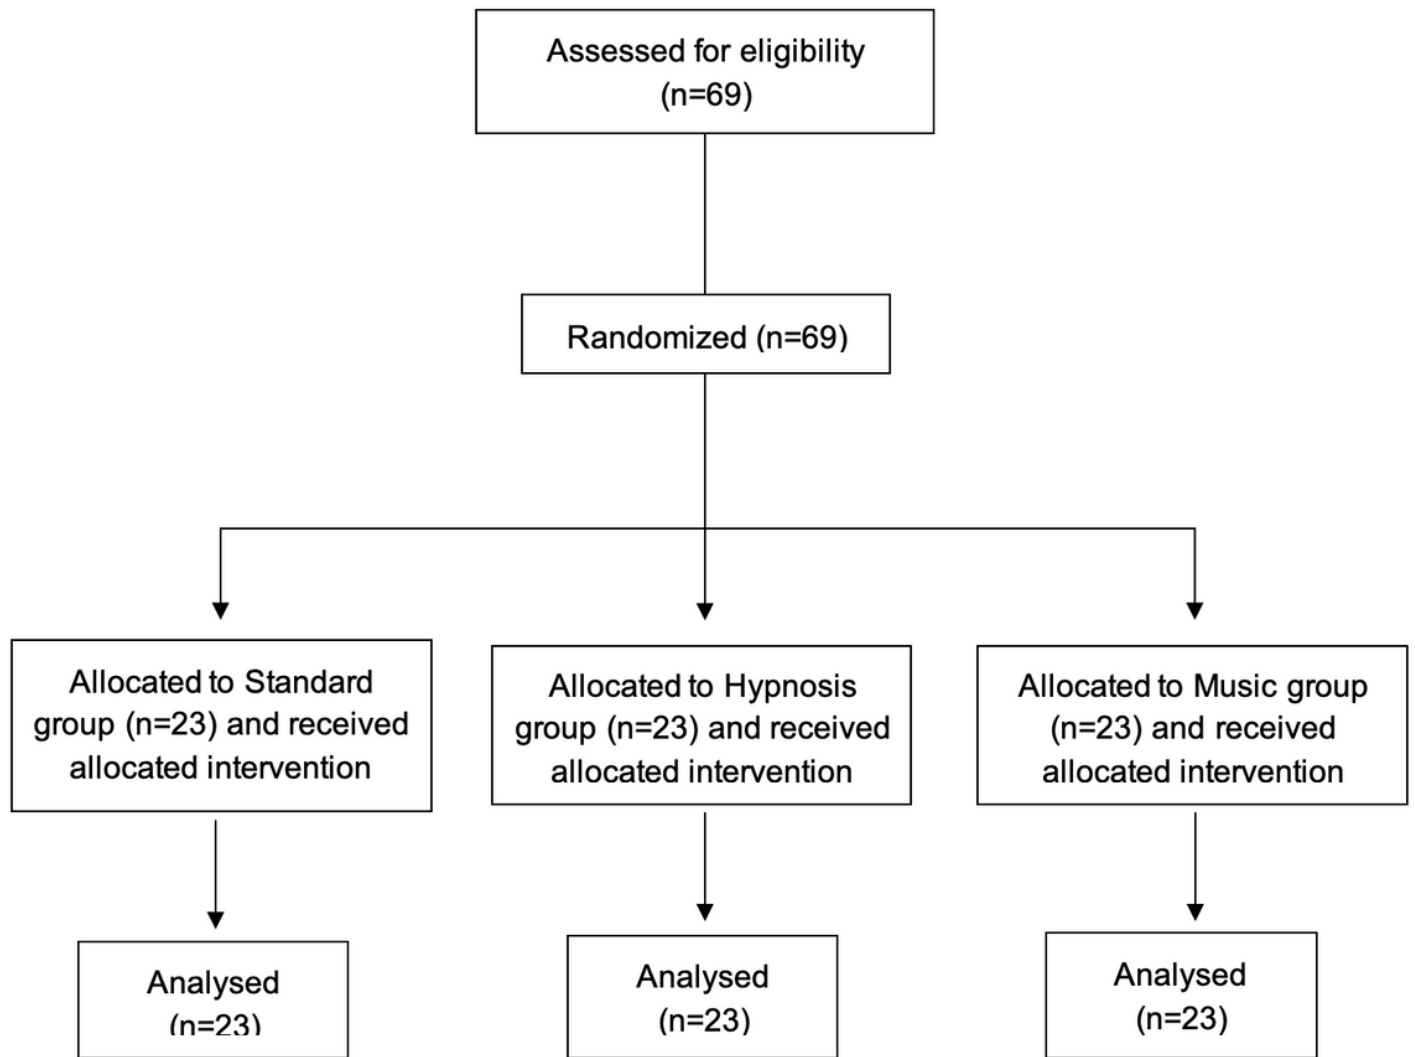 Assessed for eligibility
(n=69)
Randomized (n=69)
Allocated to Standard
group (n=23) and received
allocated intervention
Allocated to Hypnosis
group (n=23) and received
allocated intervention
Allocated to Music group
(n=23) and received
allocated intervention
Analysed
(n=23)
Analysed
(n=23)
Analysed
(n=23)